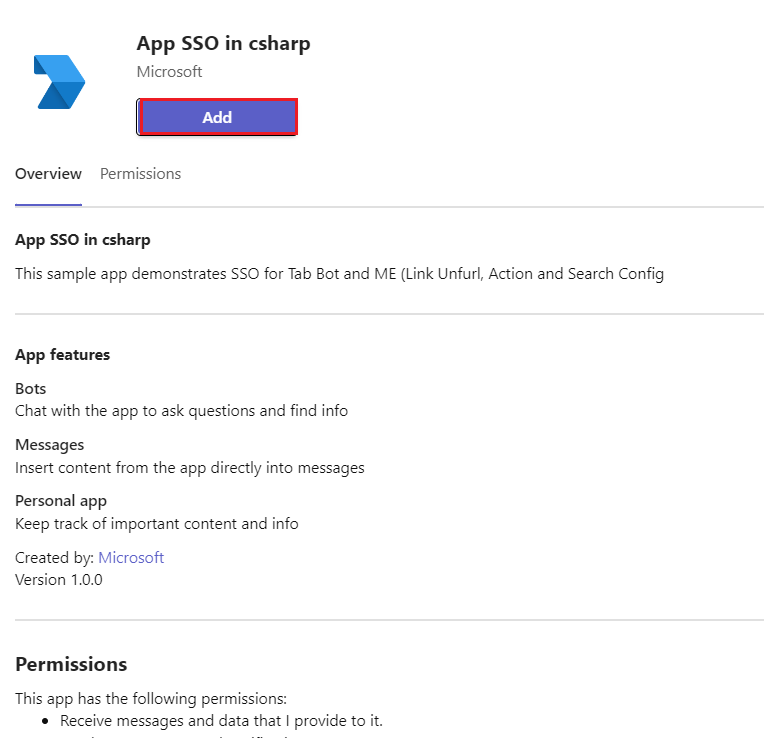 App SSO in csharp
Microsoft
Add
Overview Permissions
App SSO in csharp
This sample app demonstrates SSO for Tab Bot and ME (Link Unfurl, Action and Search Config
App features
Bots
Chat with the app to ask questions and find info
Messages
Insert content from the app directly into messages
Personal app
Keep track of important content and info
Created by: Microsoft
Version 1.0.0
Permissions
This app has the following permissions:
• Receive messages and data that I provide to it.